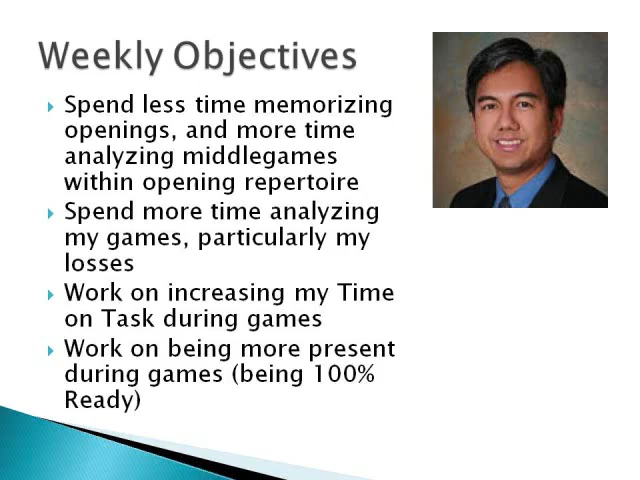 Weekly Objectives
Spend less time memorizing
openings, and more time
analyzing middlegames
within opening repertoire
Spend more time analyzing
my games, particularly my
losses
Work on increasing my Time
on Task during games
Work on being more present
during games (being 100%
Ready)